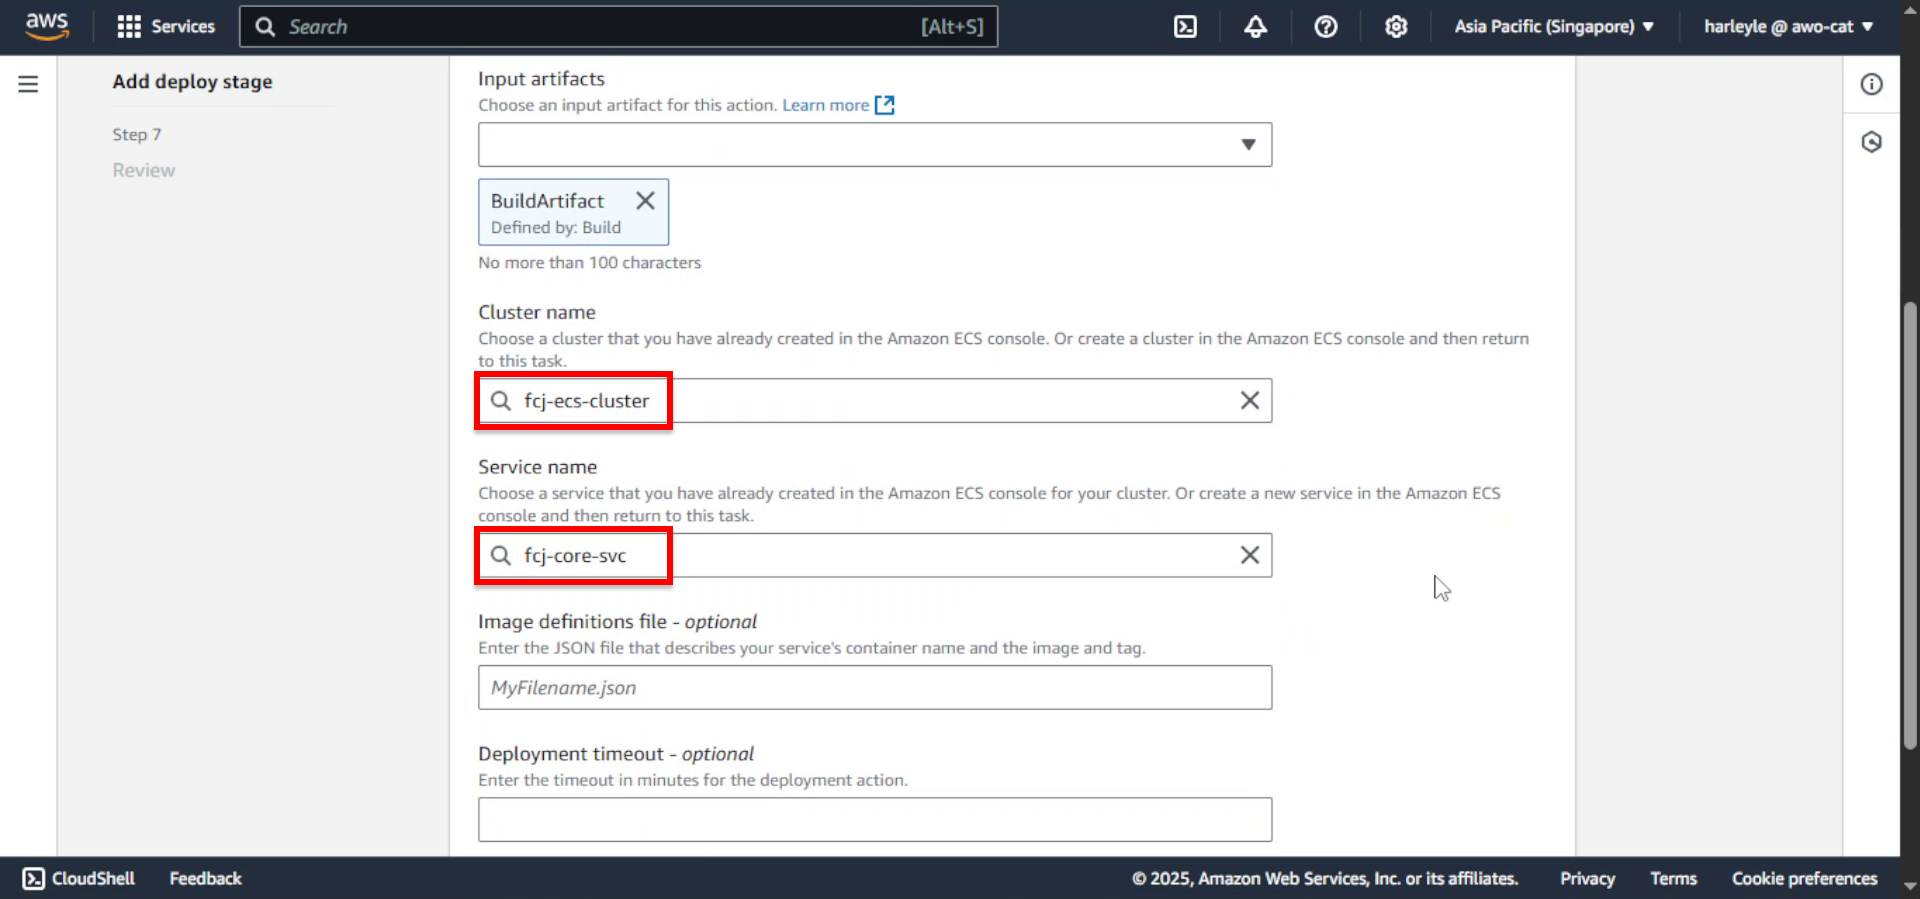 aws
Services
Search
[Alt+S]
Asia Pacific (Singapore)
harleyle @ awo-cat
Add deploy stage
Step 7
Review
Input artifacts
Choose an input artifact for this action. Learn more
BuildArtifact
Defined by: Build
No more than 100 characters
Cluster name
Choose a cluster that you have already created in the Amazon ECS console. Or create a cluster in the Amazon ECS console and then return
to this task.
fcj-ecs-cluster
Service name
Choose a service that you have already created in the Amazon ECS console for your cluster. Or create a new service in the Amazon ECS
console and then return to this task.
fcj-core-svc
Image definitions file - optional
Enter the JSON file that describes your service's container name and the image and tag.
MyFilename.json
Deployment timeout - optional
Enter the timeout in minutes for the deployment action.
CloudShell
Feedback
© 2025, Amazon Web Services, Inc. or its affiliates.
Privacy
Terms
Cookie preferences